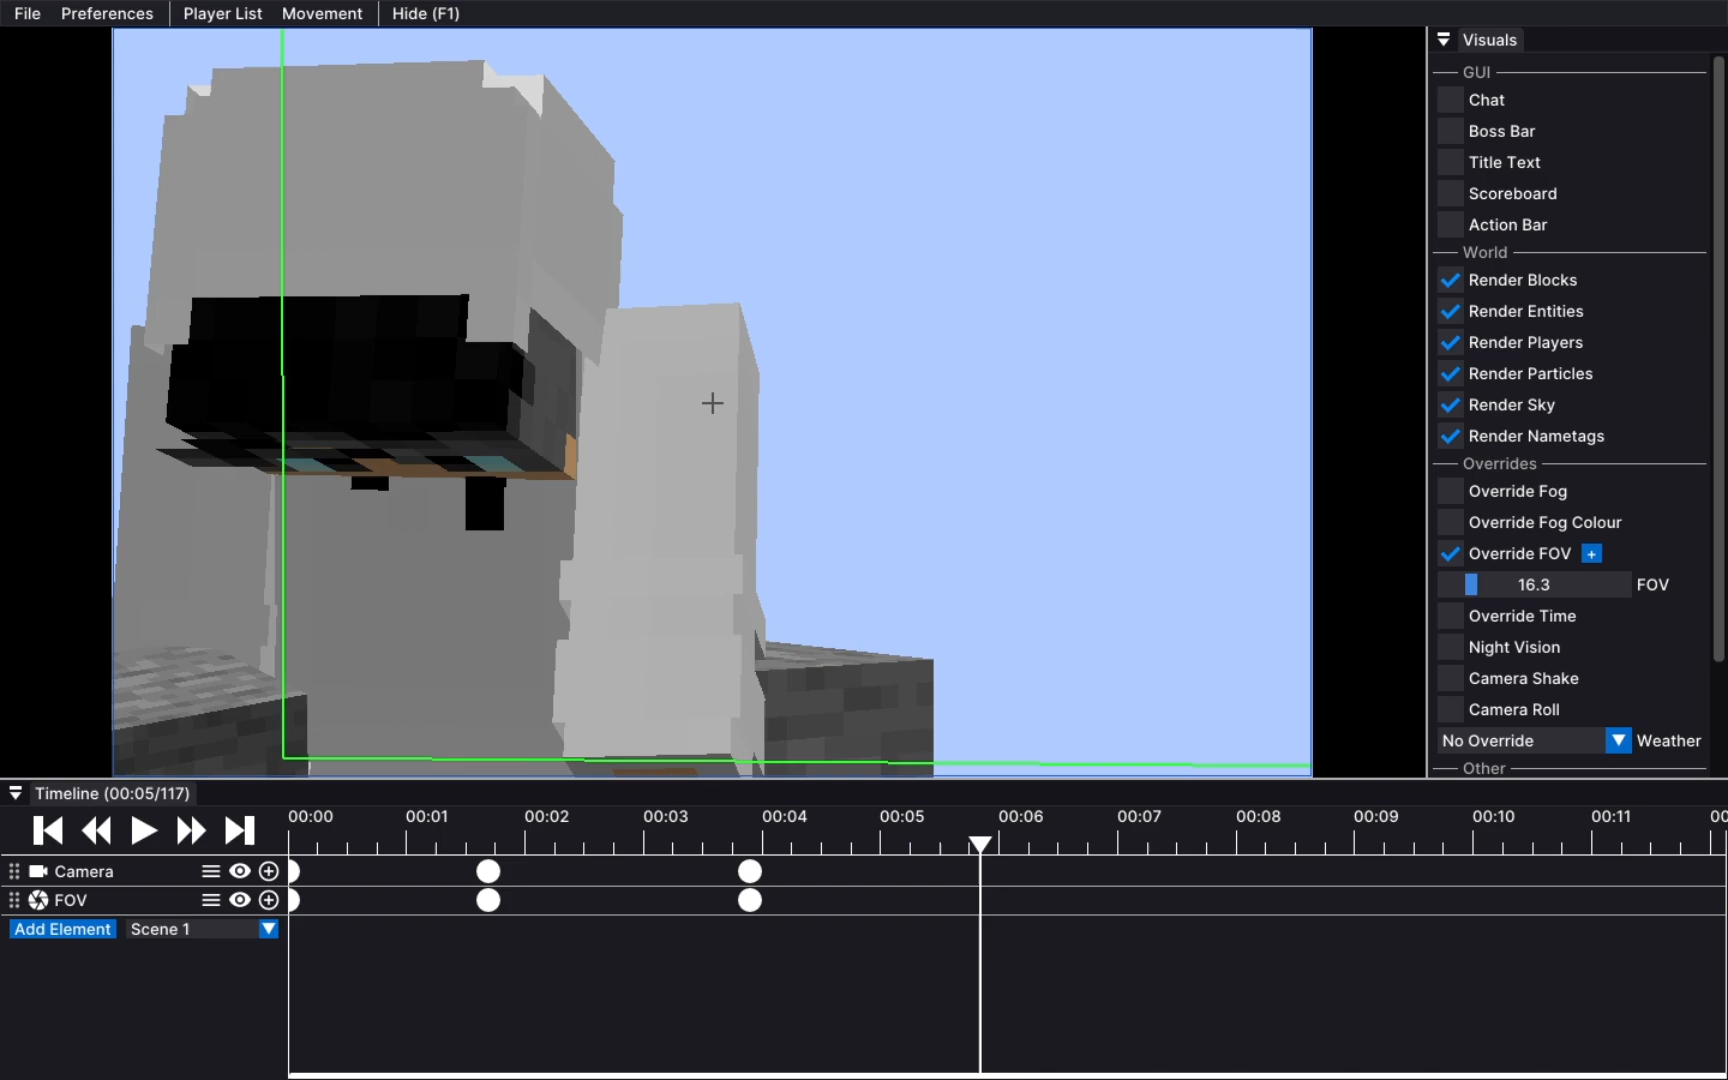 File Preferences Player List Movement Hide (F1)
Visuals
GUI
Chat
Boss Bar
Title Text
Scoreboard
Action Bar
World
Render Blocks
Render Entities
Render Players
Render Particles
Render Sky
Render Nametags
Overrides
Override Fog
Override Fog Colour
Override FOV +
16.3 FOV
Override Time
Night Vision
Camera Shake
Camera Roll
No Override Weather
Other
Timeline (00:05/117)
00:00 00:01 00:02 00:03 00:04 00:05 00:06 00:07 00:08 00:09 00:10 00:11 00
Camera
FOV
Add Element Scene 1